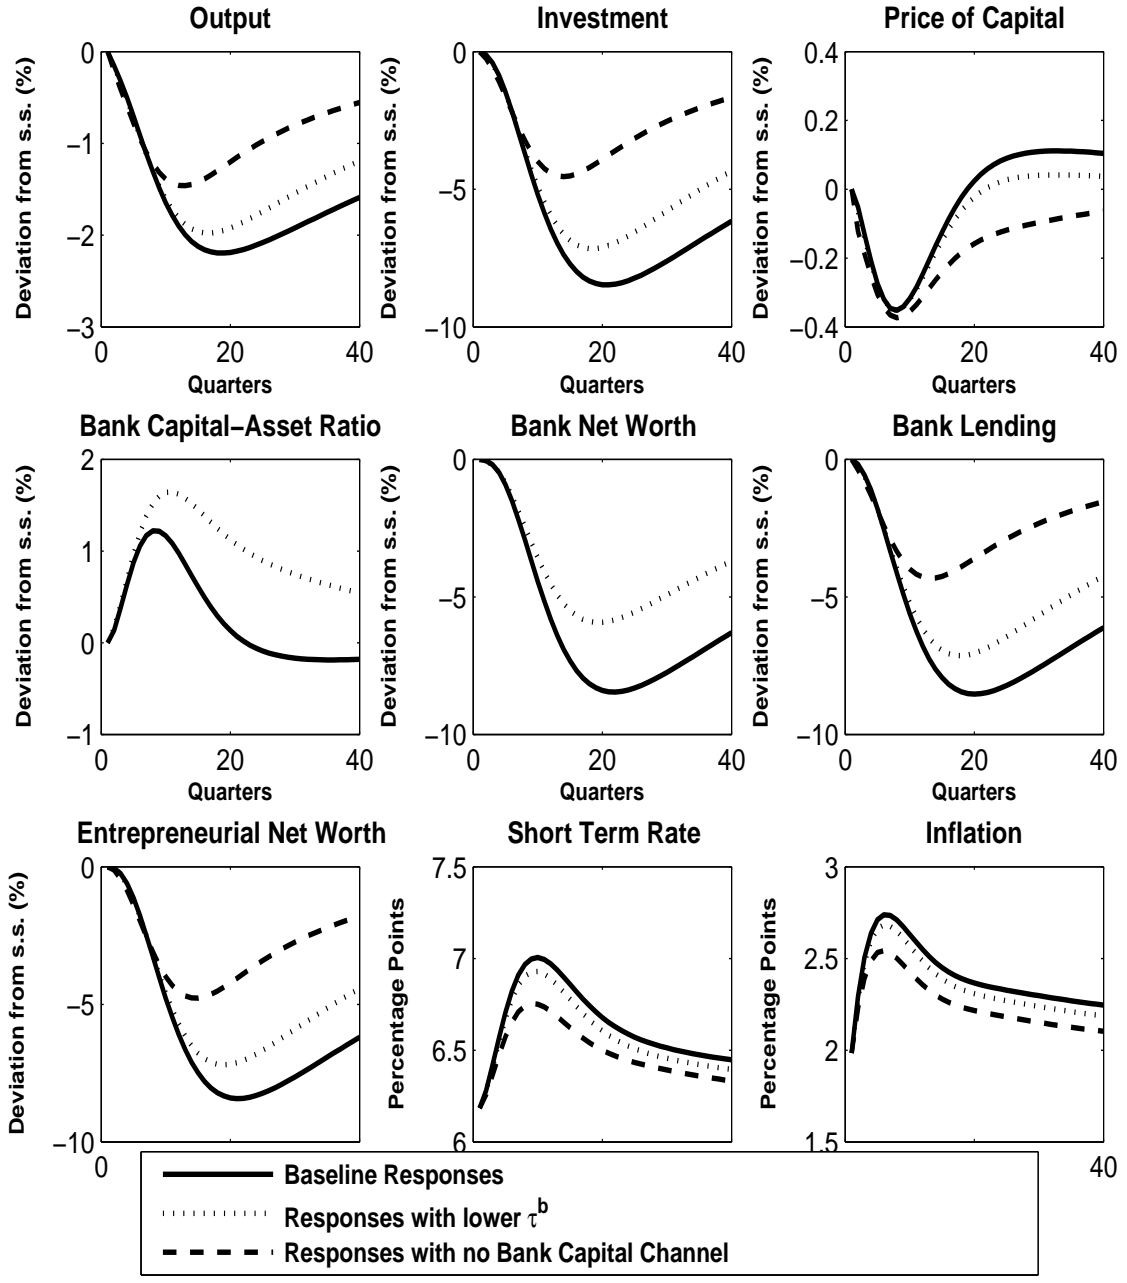 Output
Investment
Price of Capital
Deviation from s.s. (%)
0
−1
−2
−3
0
20
40
Quarters
Deviation from s.s. (%)
0
−5
−10
0
20
40
Quarters
Deviation from s.s. (%)
0.4
0.2
0
−0.2
−0.4
0
20
40
Quarters
Bank Capital−Asset Ratio
Bank Net Worth
Bank Lending
Deviation from s.s. (%)
2
1
0
−1
0
20
40
Quarters
Deviation from s.s. (%)
0
−5
−10
0
20
40
Quarters
Deviation from s.s. (%)
0
−5
−10
0
20
40
Quarters
Entrepreneurial Net Worth
Short Term Rate
Inflation
Deviation from s.s. (%)
0
−5
−10
0
Percentage Points
7.5
7
6.5
6
Percentage Points
3
2.5
2
1.5
40
Baseline Responses
Responses with lower τᵇ
Responses with no Bank Capital Channel